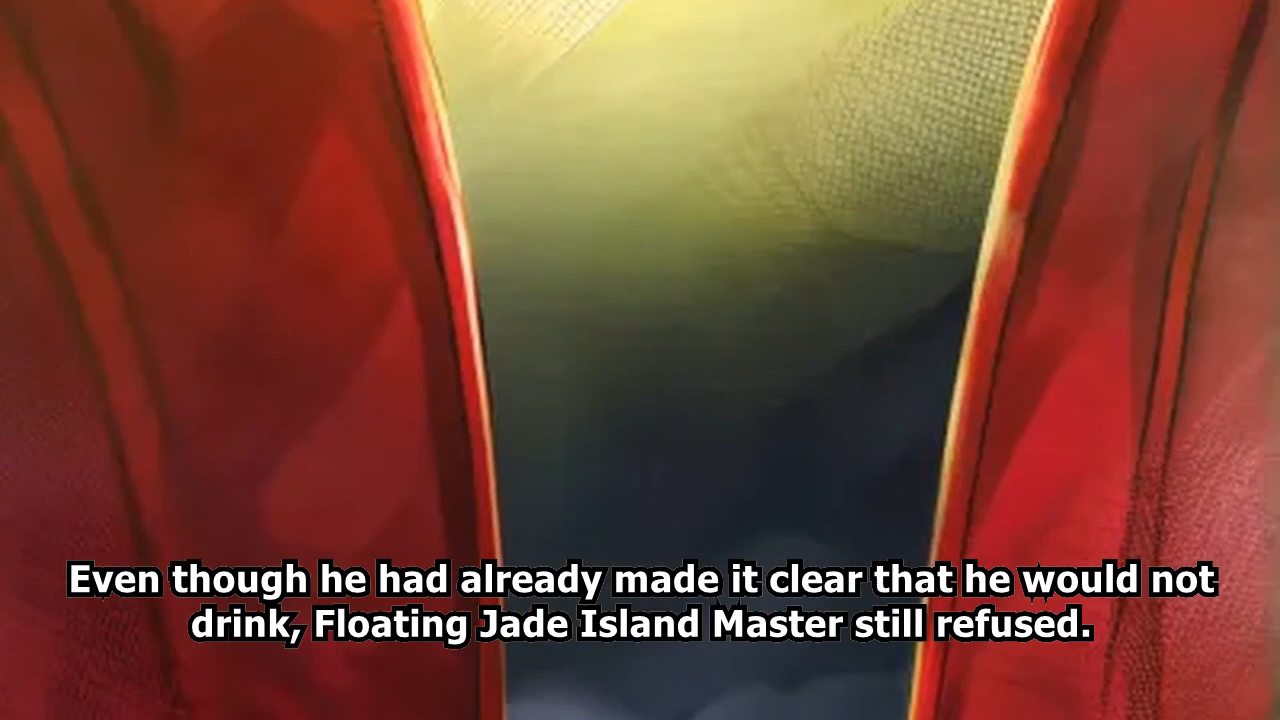 Even though he had already made it clear that he would not
drink, Floating Jade Island Master still refused.